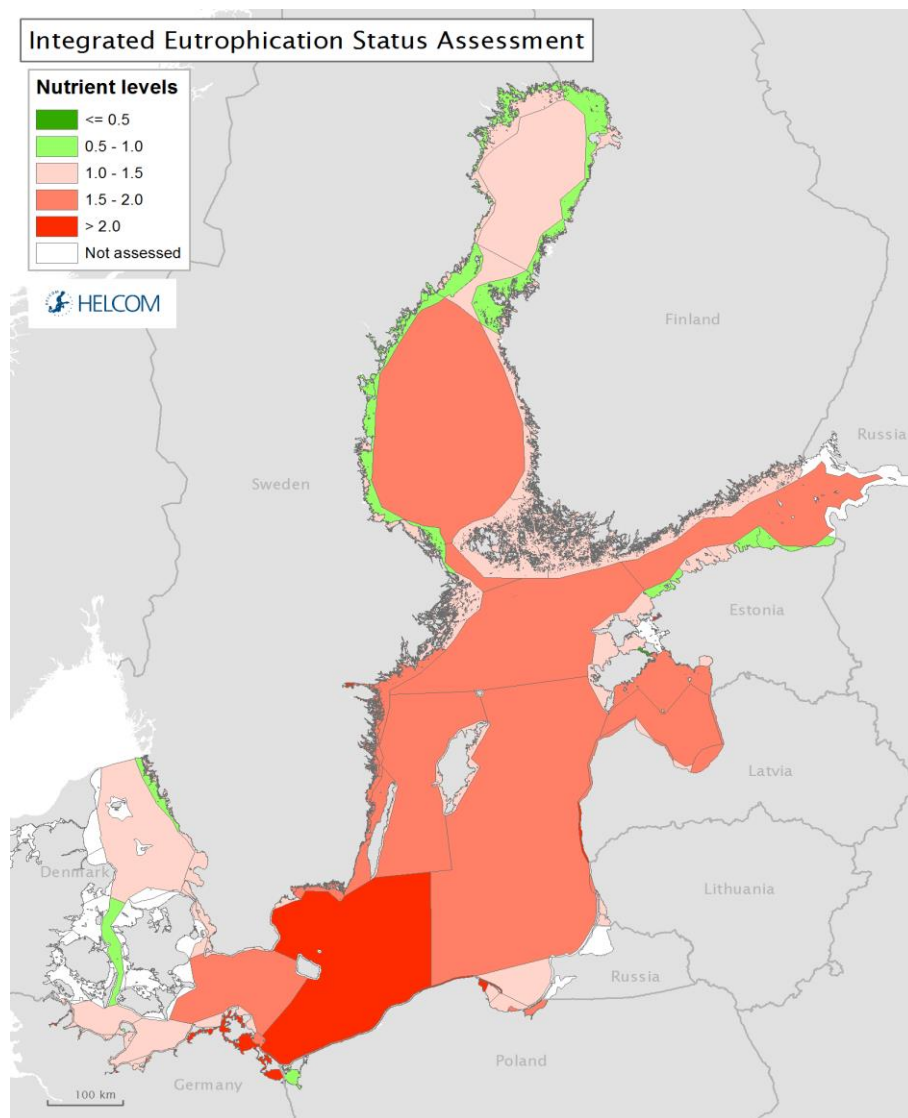 Integrated Eutrophication Status Assessment
Nutrient levels
<= 0.5
0.5 - 1.0
1.0 - 1.5
1.5 - 2.0
> 2.0
Not assessed
HELCOM
Finland
Russia
Sweden
Estonia
Latvia
Denmark
Lithuania
Russia
Poland
Germany
100 km